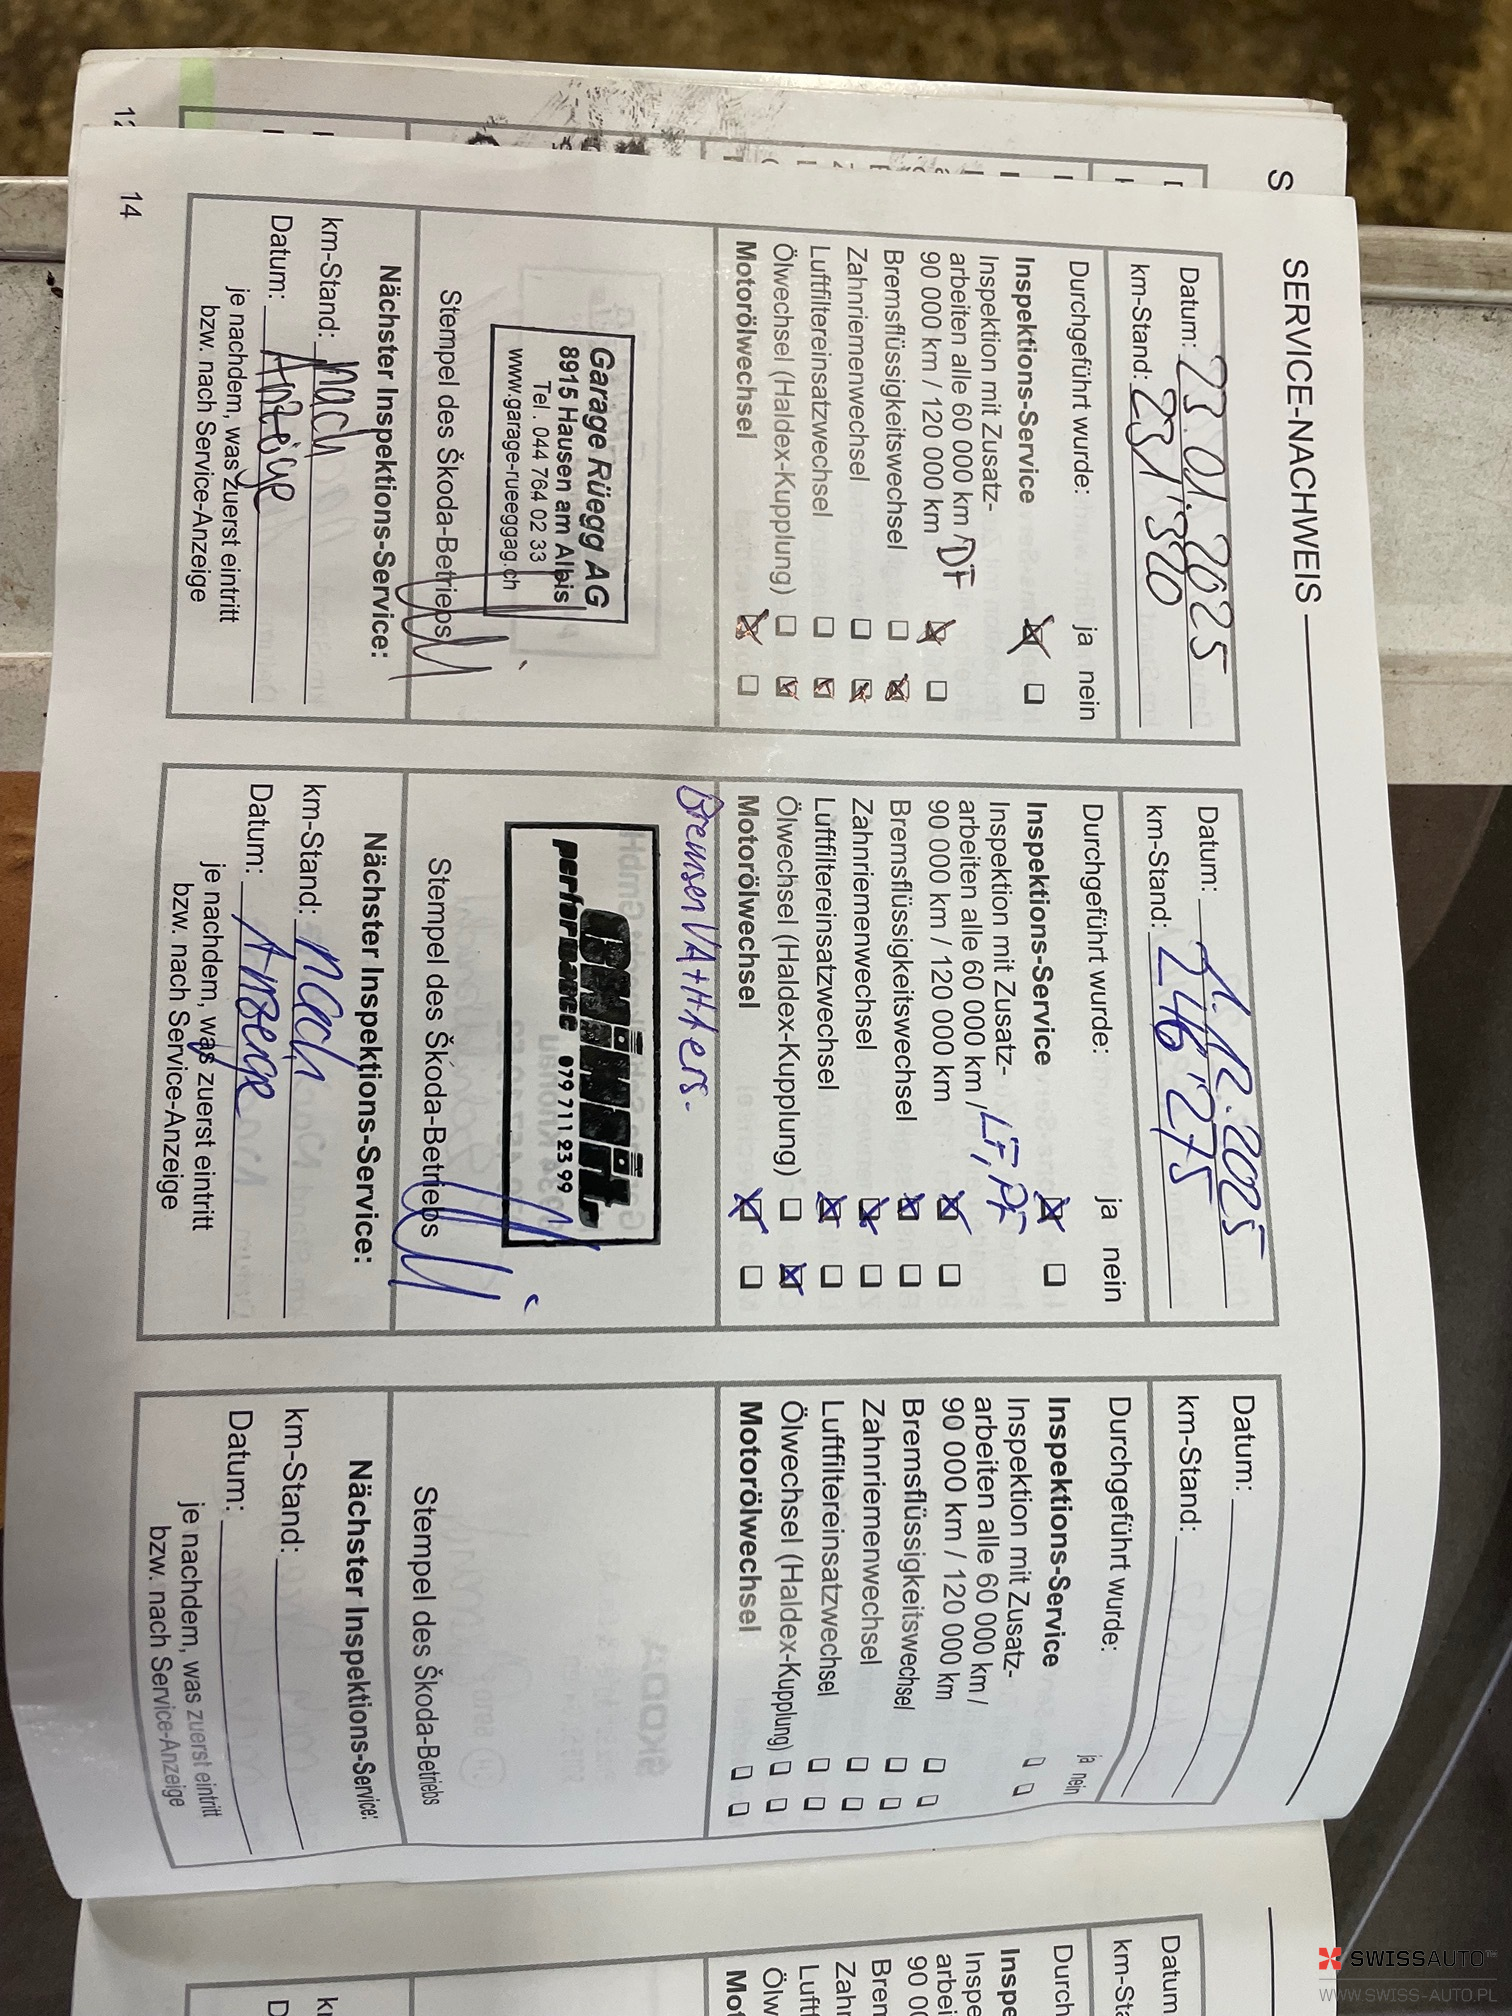 SERVICE-NACHWEIS
Datum: 23.01.2025
km-Stand: 231'320
Durchgeführt wurde: ja nein
Inspektions-Service
Inspektion mit Zusatz-
arbeiten alle 60 000 km /
90 000 km / 120 000 km
Bremsflüssigkeitswechsel
Zahnriemenwechsel
Luftfiltereinsatzwechsel
Ölwechsel (Haldex-Kupplung)
Motorölwechsel
Garage Rüegg AG
8915 Hausen am Albis
Tel. 044 764 02 33
www.garage-rueggag.ch
Stempel des Škoda-Betriebs
Nächster Inspektions-Service:
km-Stand: nach
Datum: Anzeige
je nachdem, was zuerst eintritt
bzw. nach Service-Anzeige
Datum: 1.12.2025
km-Stand: 246'275
Durchgeführt wurde: ja nein
Inspektions-Service
Inspektion mit Zusatz-
arbeiten alle 60 000 km /
90 000 km / 120 000 km
Bremsflüssigkeitswechsel
Zahnriemenwechsel
Luftfiltereinsatzwechsel
Ölwechsel (Haldex-Kupplung)
Motorölwechsel
Bremsen VA + HA ers.
performance 079 711 23 99
Stempel des Škoda-Betriebs
Nächster Inspektions-Service:
km-Stand: nach
Datum: Anzeige
je nachdem, was zuerst eintritt
bzw. nach Service-Anzeige
Datum:
km-Stand:
Durchgeführt wurde: ja nein
Inspektions-Service
Inspektion mit Zusatz-
arbeiten alle 60 000 km /
90 000 km / 120 000 km
Bremsflüssigkeitswechsel
Zahnriemenwechsel
Luftfiltereinsatzwechsel
Ölwechsel (Haldex-Kupplung)
Motorölwechsel
Stempel des Škoda-Betriebs
Nächster Inspektions-Service:
km-Stand:
Datum:
je nachdem, was zuerst eintritt
bzw. nach Service-Anzeige
14
SWISSAUTO
WWW.SWISS-AUTO.PL